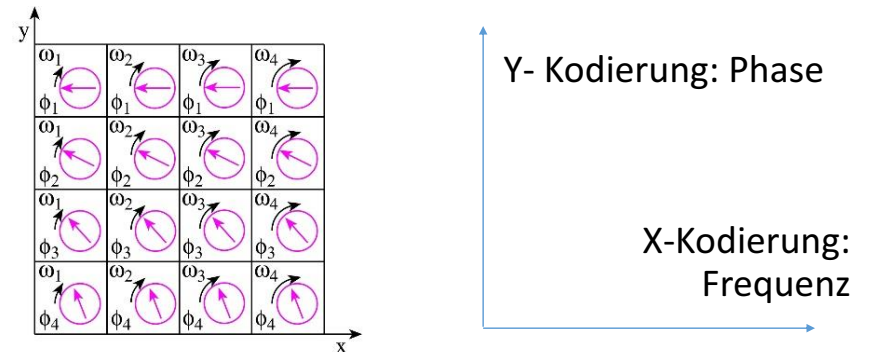 y
ω1 ω2 ω3 ω4
ϕ1 ϕ1 ϕ1 ϕ1
ω1 ω2 ω3 ω4
ϕ2 ϕ2 ϕ2 ϕ2
ω1 ω2 ω3 ω4
ϕ3 ϕ3 ϕ3 ϕ3
ω1 ω2 ω3 ω4
ϕ4 ϕ4 ϕ4 ϕ4
x
Y- Kodierung: Phase
X-Kodierung:
Frequenz